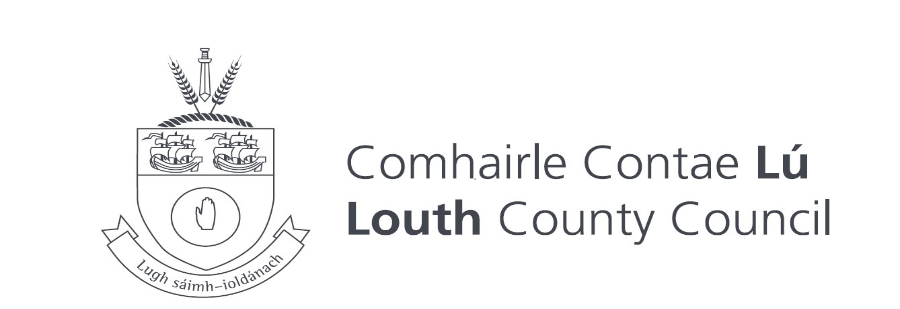 Comhairle Contae Lú
Louth County Council
Lugh sáimh–ioldánach